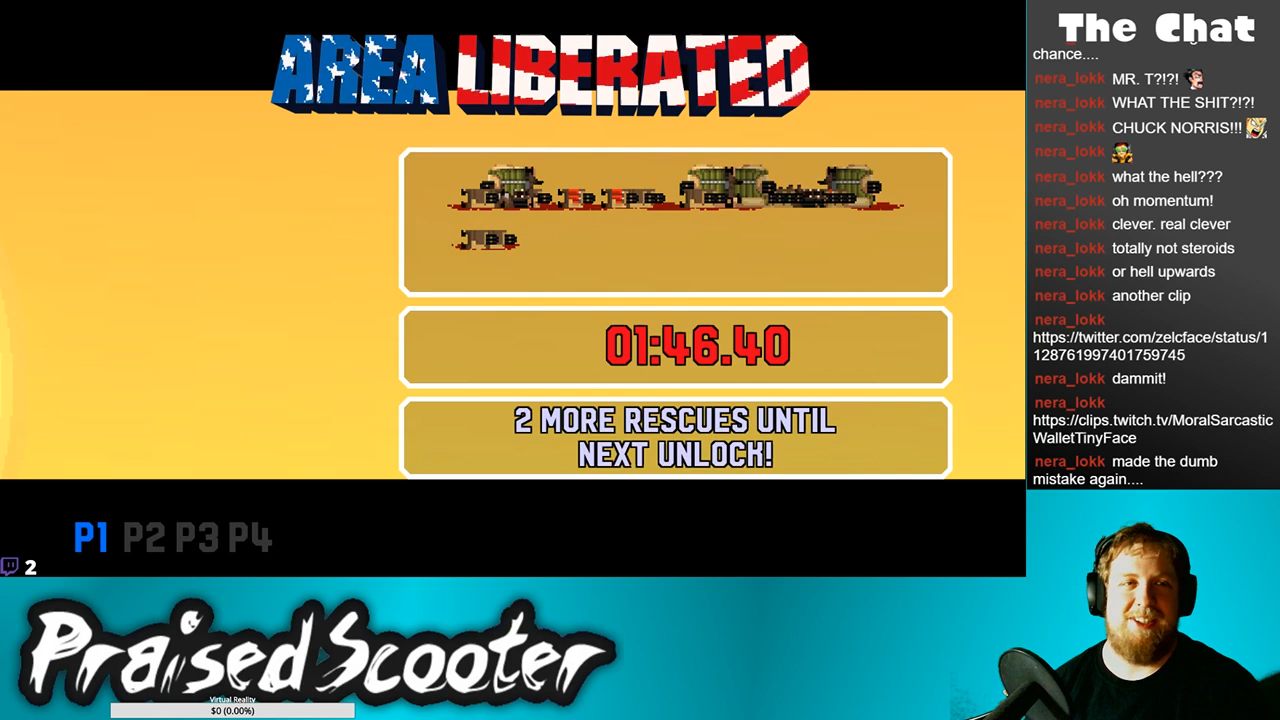 AREA LIBERATED
01:46.40
2 MORE RESCUES UNTIL
NEXT UNLOCK!
P1 P2 P3 P4
2
PraisedScooter
Virtual Reality
$0 (0.00%)
The Chat
chance....
nera_lokk MR. T?!?!
nera_lokk WHAT THE SHIT?!?!
nera_lokk CHUCK NORRIS!!!
nera_lokk
nera_lokk what the hell???
nera_lokk oh momentum!
nera_lokk clever. real clever
nera_lokk totally not steroids
nera_lokk or hell upwards
nera_lokk another clip
nera_lokk
https://twitter.com/zelcface/status/1
128761997401759745
nera_lokk dammit!
nera_lokk
https://clips.twitch.tv/MoralSarcastic
WalletTinyFace
nera_lokk made the dumb
mistake again....